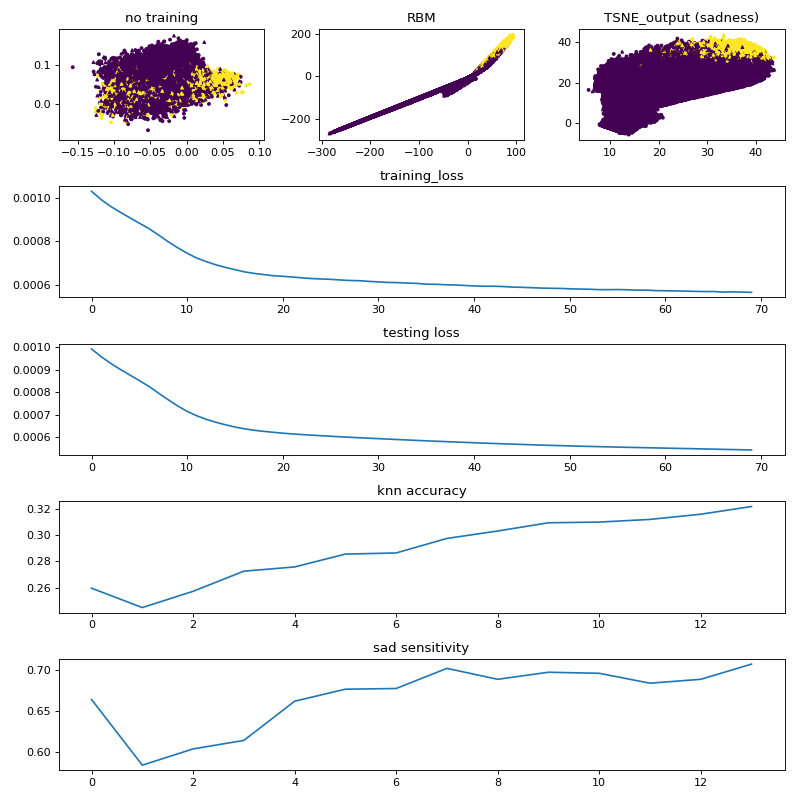 no training
RBM
TSNE_output (sadness)
0.1
0.0
−0.15 −0.10 −0.05 0.00 0.05 0.10
200
0
−200
−300 −200 −100 0 100
40
20
0
10 20 30 40
training_loss
0.0010
0.0008
0.0006
0 10 20 30 40 50 60 70
testing loss
0.0010
0.0009
0.0008
0.0007
0.0006
0 10 20 30 40 50 60 70
knn accuracy
0.32
0.30
0.28
0.26
0 2 4 6 8 10 12
sad sensitivity
0.70
0.65
0.60
0 2 4 6 8 10 12